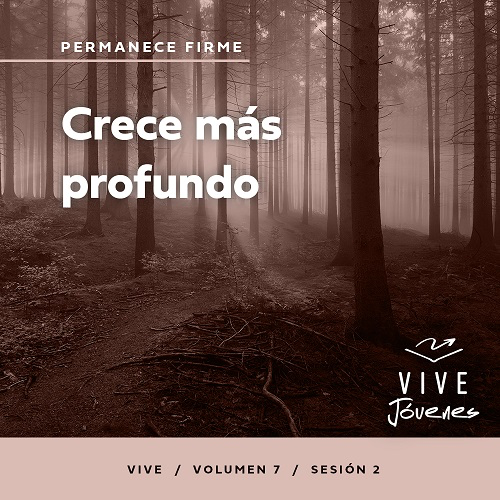 PERMANECE FIRME
Crece más
profundo
VIVE
Jóvenes
VIVE / VOLUMEN 7 / SESIÓN 2